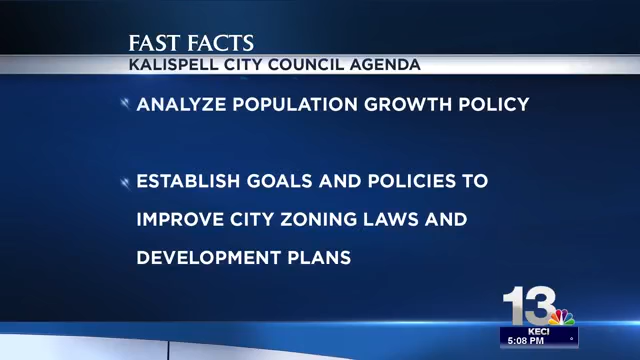 FAST FACTS
KALISPELL CITY COUNCIL AGENDA
ANALYZE POPULATION GROWTH POLICY
ESTABLISH GOALS AND POLICIES TO
IMPROVE CITY ZONING LAWS AND
DEVELOPMENT PLANS
13
KECI
5:08 PM °